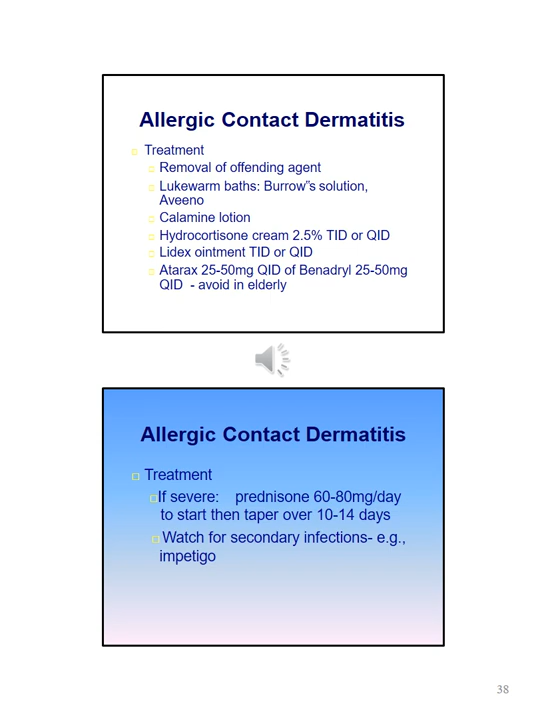 Allergic Contact Dermatitis
Treatment
Removal of offending agent
Lukewarm baths: Burrow"s solution,
Aveeno
Calamine lotion
Hydrocortisone cream 2.5% TID or QID
Lidex ointment TID or QID
Atarax 25-50mg QID of Benadryl 25-50mg
QID - avoid in elderly
Allergic Contact Dermatitis
Treatment
If severe: prednisone 60-80mg/day
to start then taper over 10-14 days
Watch for secondary infections- e.g.,
impetigo
38